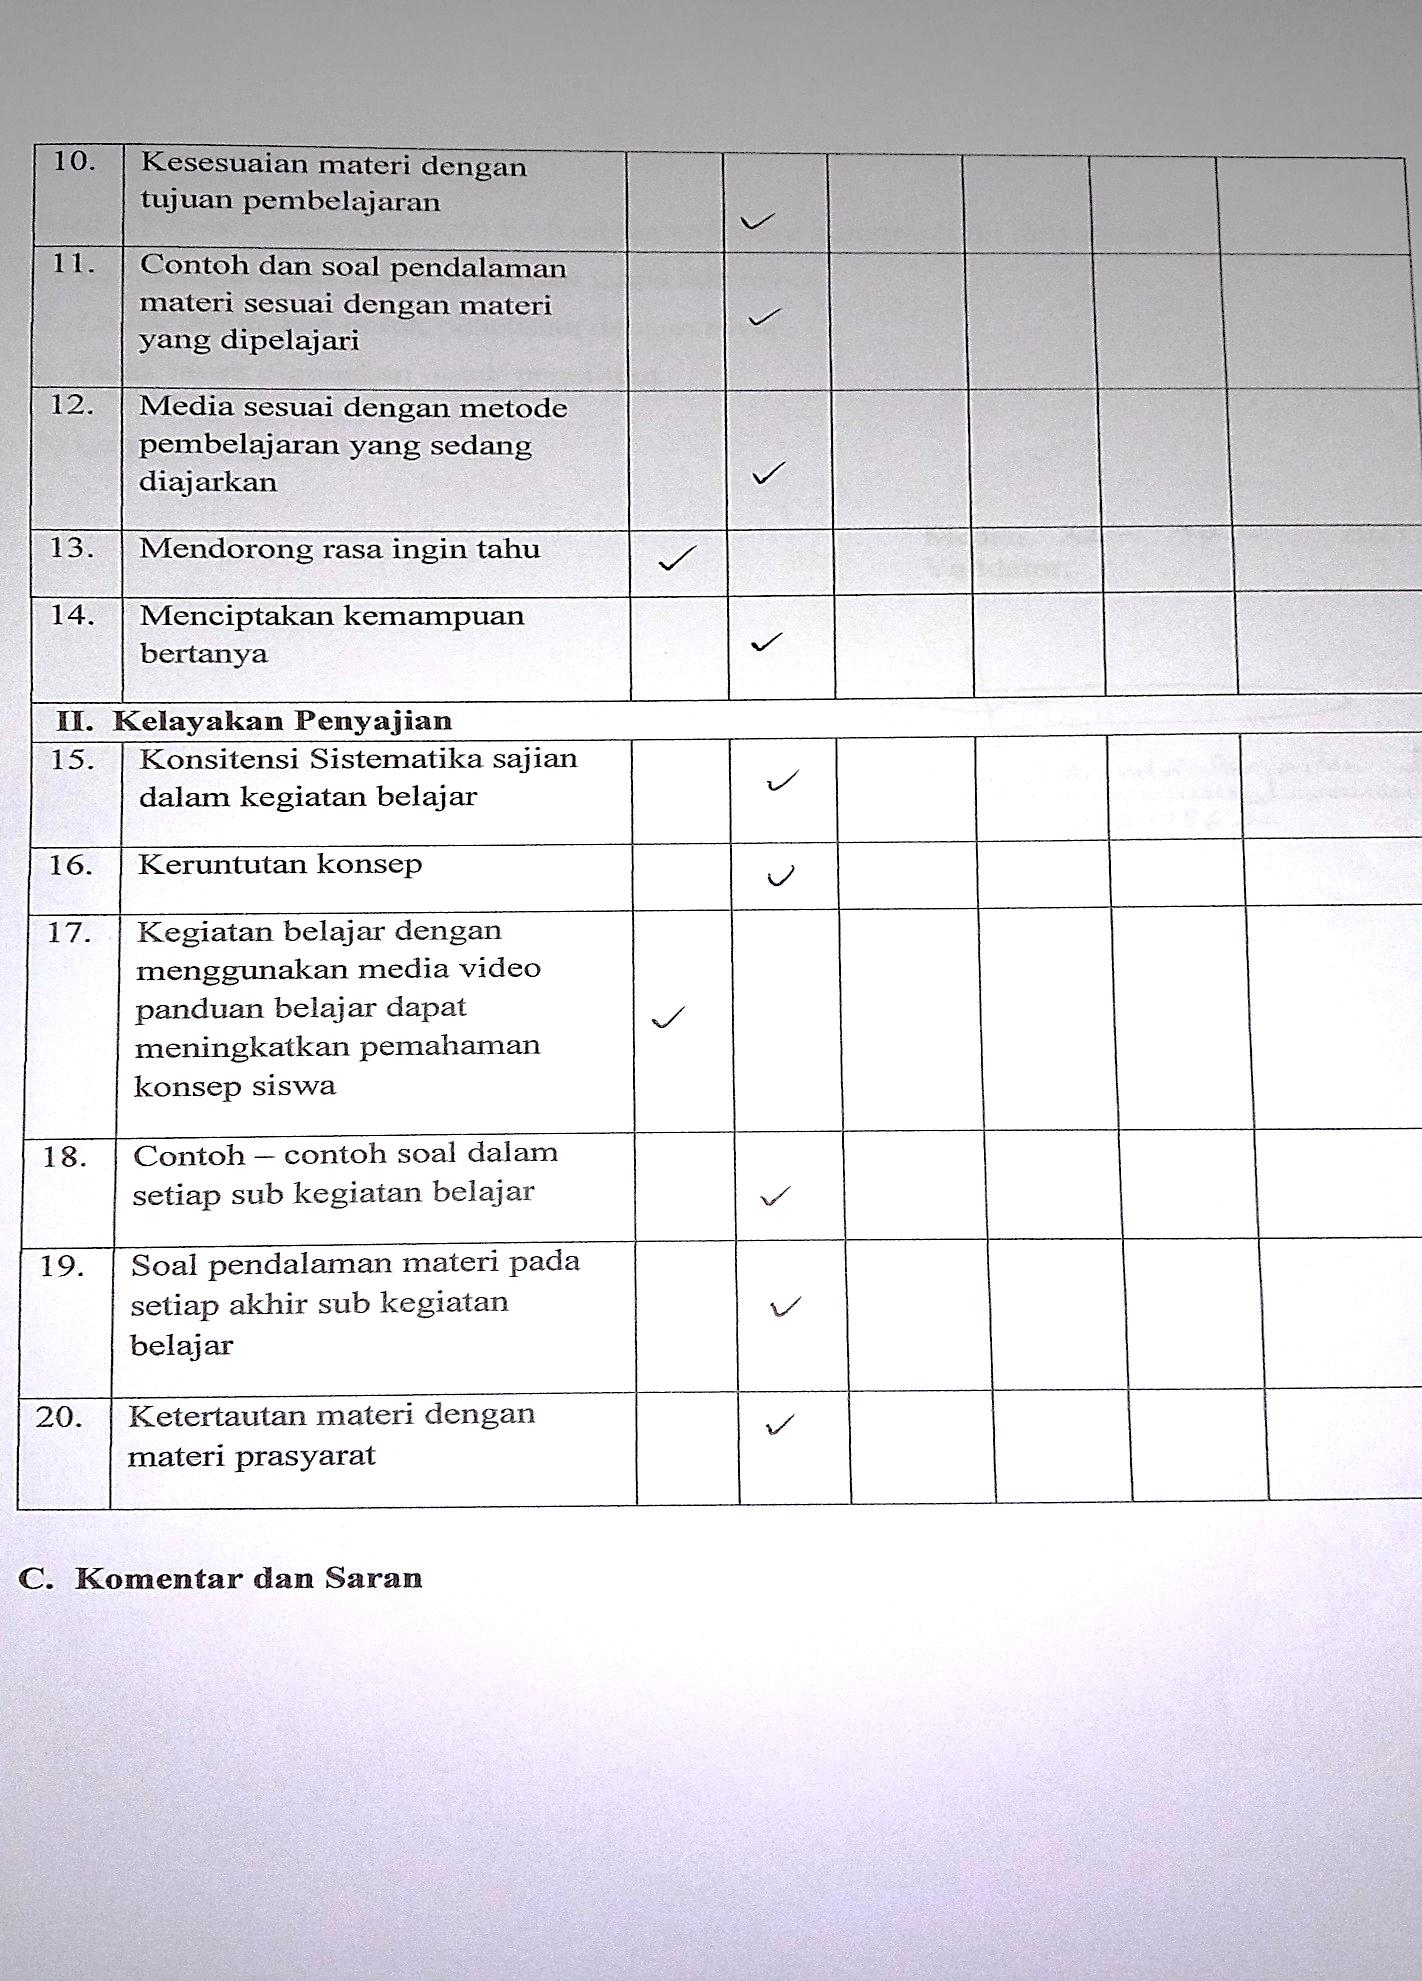 10. Kesesuaian materi dengan
tujuan pembelajaran ✓
11. Contoh dan soal pendalaman
materi sesuai dengan materi ✓
yang dipelajari
12. Media sesuai dengan metode
pembelajaran yang sedang
diajarkan ✓
13. Mendorong rasa ingin tahu ✓
14. Menciptakan kemampuan
bertanya ✓
II. Kelayakan Penyajian
15. Konsitensi Sistematika sajian ✓
dalam kegiatan belajar
16. Keruntutan konsep ✓
17. Kegiatan belajar dengan
menggunakan media video
panduan belajar dapat ✓
meningkatkan pemahaman
konsep siswa
18. Contoh – contoh soal dalam
setiap sub kegiatan belajar ✓
19. Soal pendalaman materi pada
setiap akhir sub kegiatan ✓
belajar
20. Ketertautan materi dengan ✓
materi prasyarat
C. Komentar dan Saran